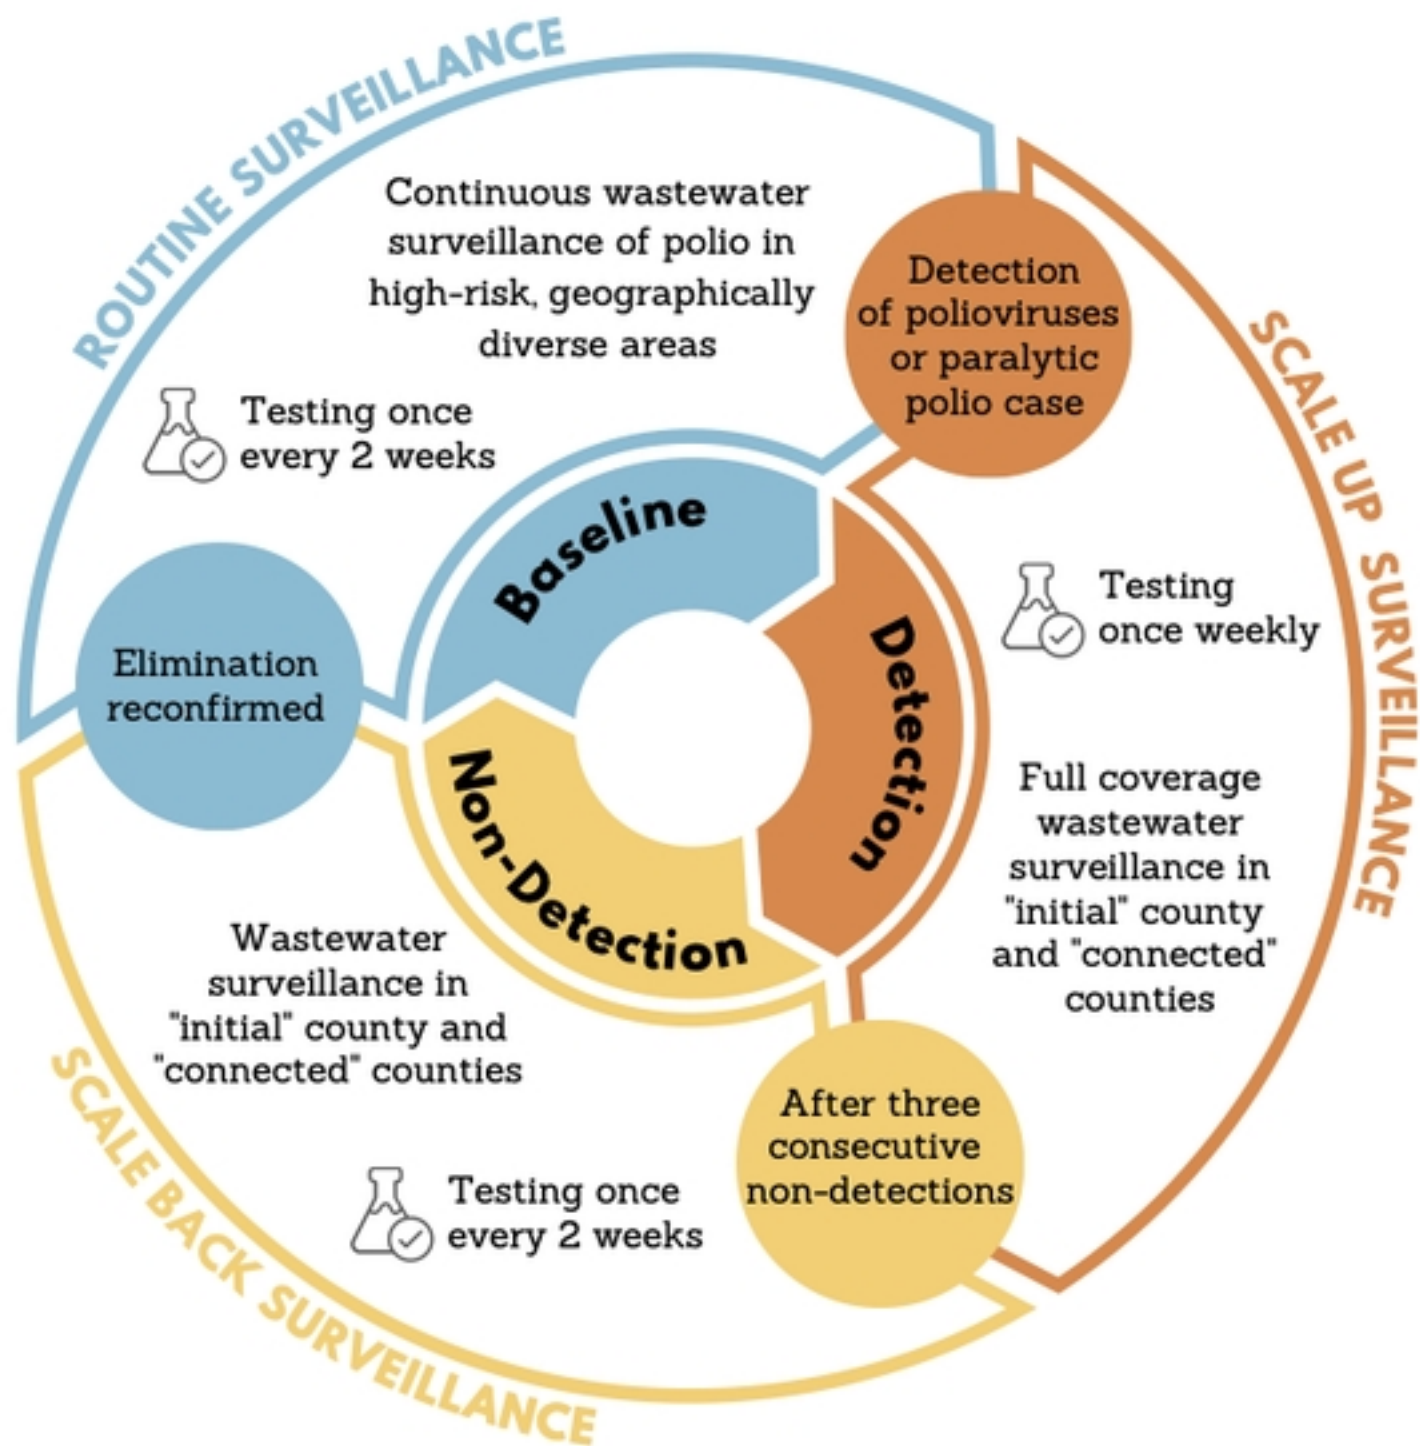 ROUTINE SURVEILLANCE
Continuous wastewater
surveillance of polio in
high-risk, geographically
diverse areas
Testing once
every 2 weeks
Detection
of polioviruses
or paralytic
polio case
SCALE UP SURVEILLANCE
Testing
once weekly
Full coverage
wastewater
surveillance in
"initial" county
and "connected"
counties
Baseline
Detection
Non-Detection
Elimination
reconfirmed
Wastewater
surveillance in
"initial" county and
"connected" counties
Testing once
every 2 weeks
After three
consecutive
non-detections
SCALE BACK SURVEILLANCE